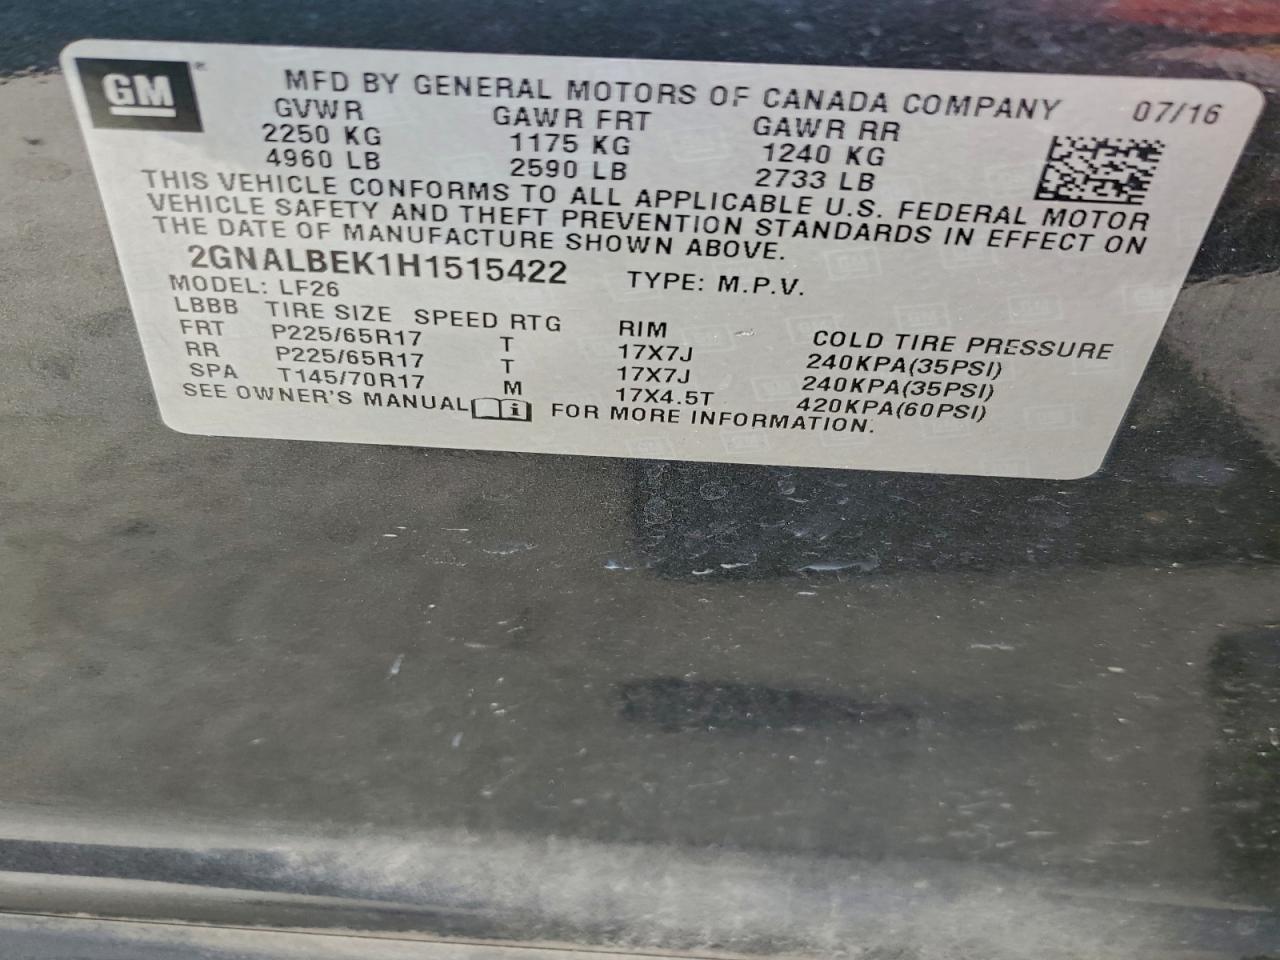 GM MFD BY GENERAL MOTORS OF CANADA COMPANY 07/16
GVWR GAWR FRT GAWR RR
2250 KG 1175 KG 1240 KG
4960 LB 2590 LB 2733 LB
THIS VEHICLE CONFORMS TO ALL APPLICABLE U.S. FEDERAL MOTOR
VEHICLE SAFETY AND THEFT PREVENTION STANDARDS IN EFFECT ON
THE DATE OF MANUFACTURE SHOWN ABOVE.
2GNALBEK1H1515422 TYPE: M.P.V.
MODEL: LF26
LBBB TIRE SIZE SPEED RTG RIM COLD TIRE PRESSURE
FRT P225/65R17 T 17X7J 240KPA(35PSI)
RR P225/65R17 T 17X7J 240KPA(35PSI)
SPA T145/70R17 M 17X4.5T 420KPA(60PSI)
SEE OWNER'S MANUAL FOR MORE INFORMATION.